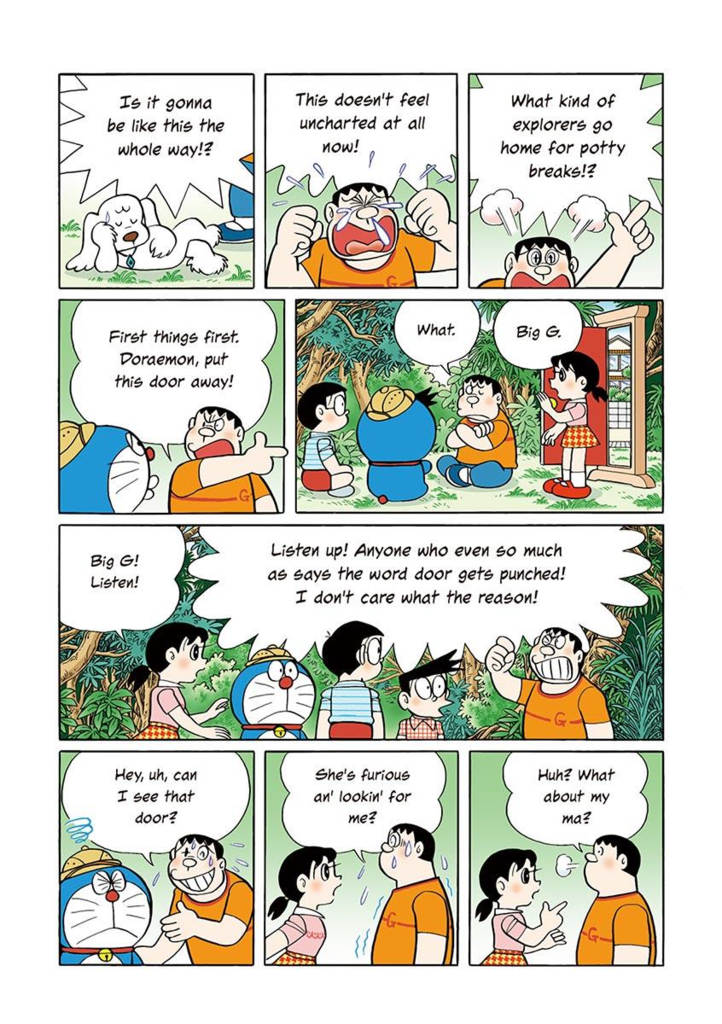 What kind of
explorers go
home for potty
breaks!?
This doesn't feel
uncharted at all
now!
G
Is it gonna
be like this the
whole way!?
Big G.
What.
First things first.
Doraemon, put
this door away!
G
Listen up! Anyone who even so much
as says the word door gets punched!
I don't care what the reason!
G
Big G!
Listen!
Huh? What
about my
ma?
G
She's furious
an' lookin' for
me?
G
Hey, uh, can
I see that
door?